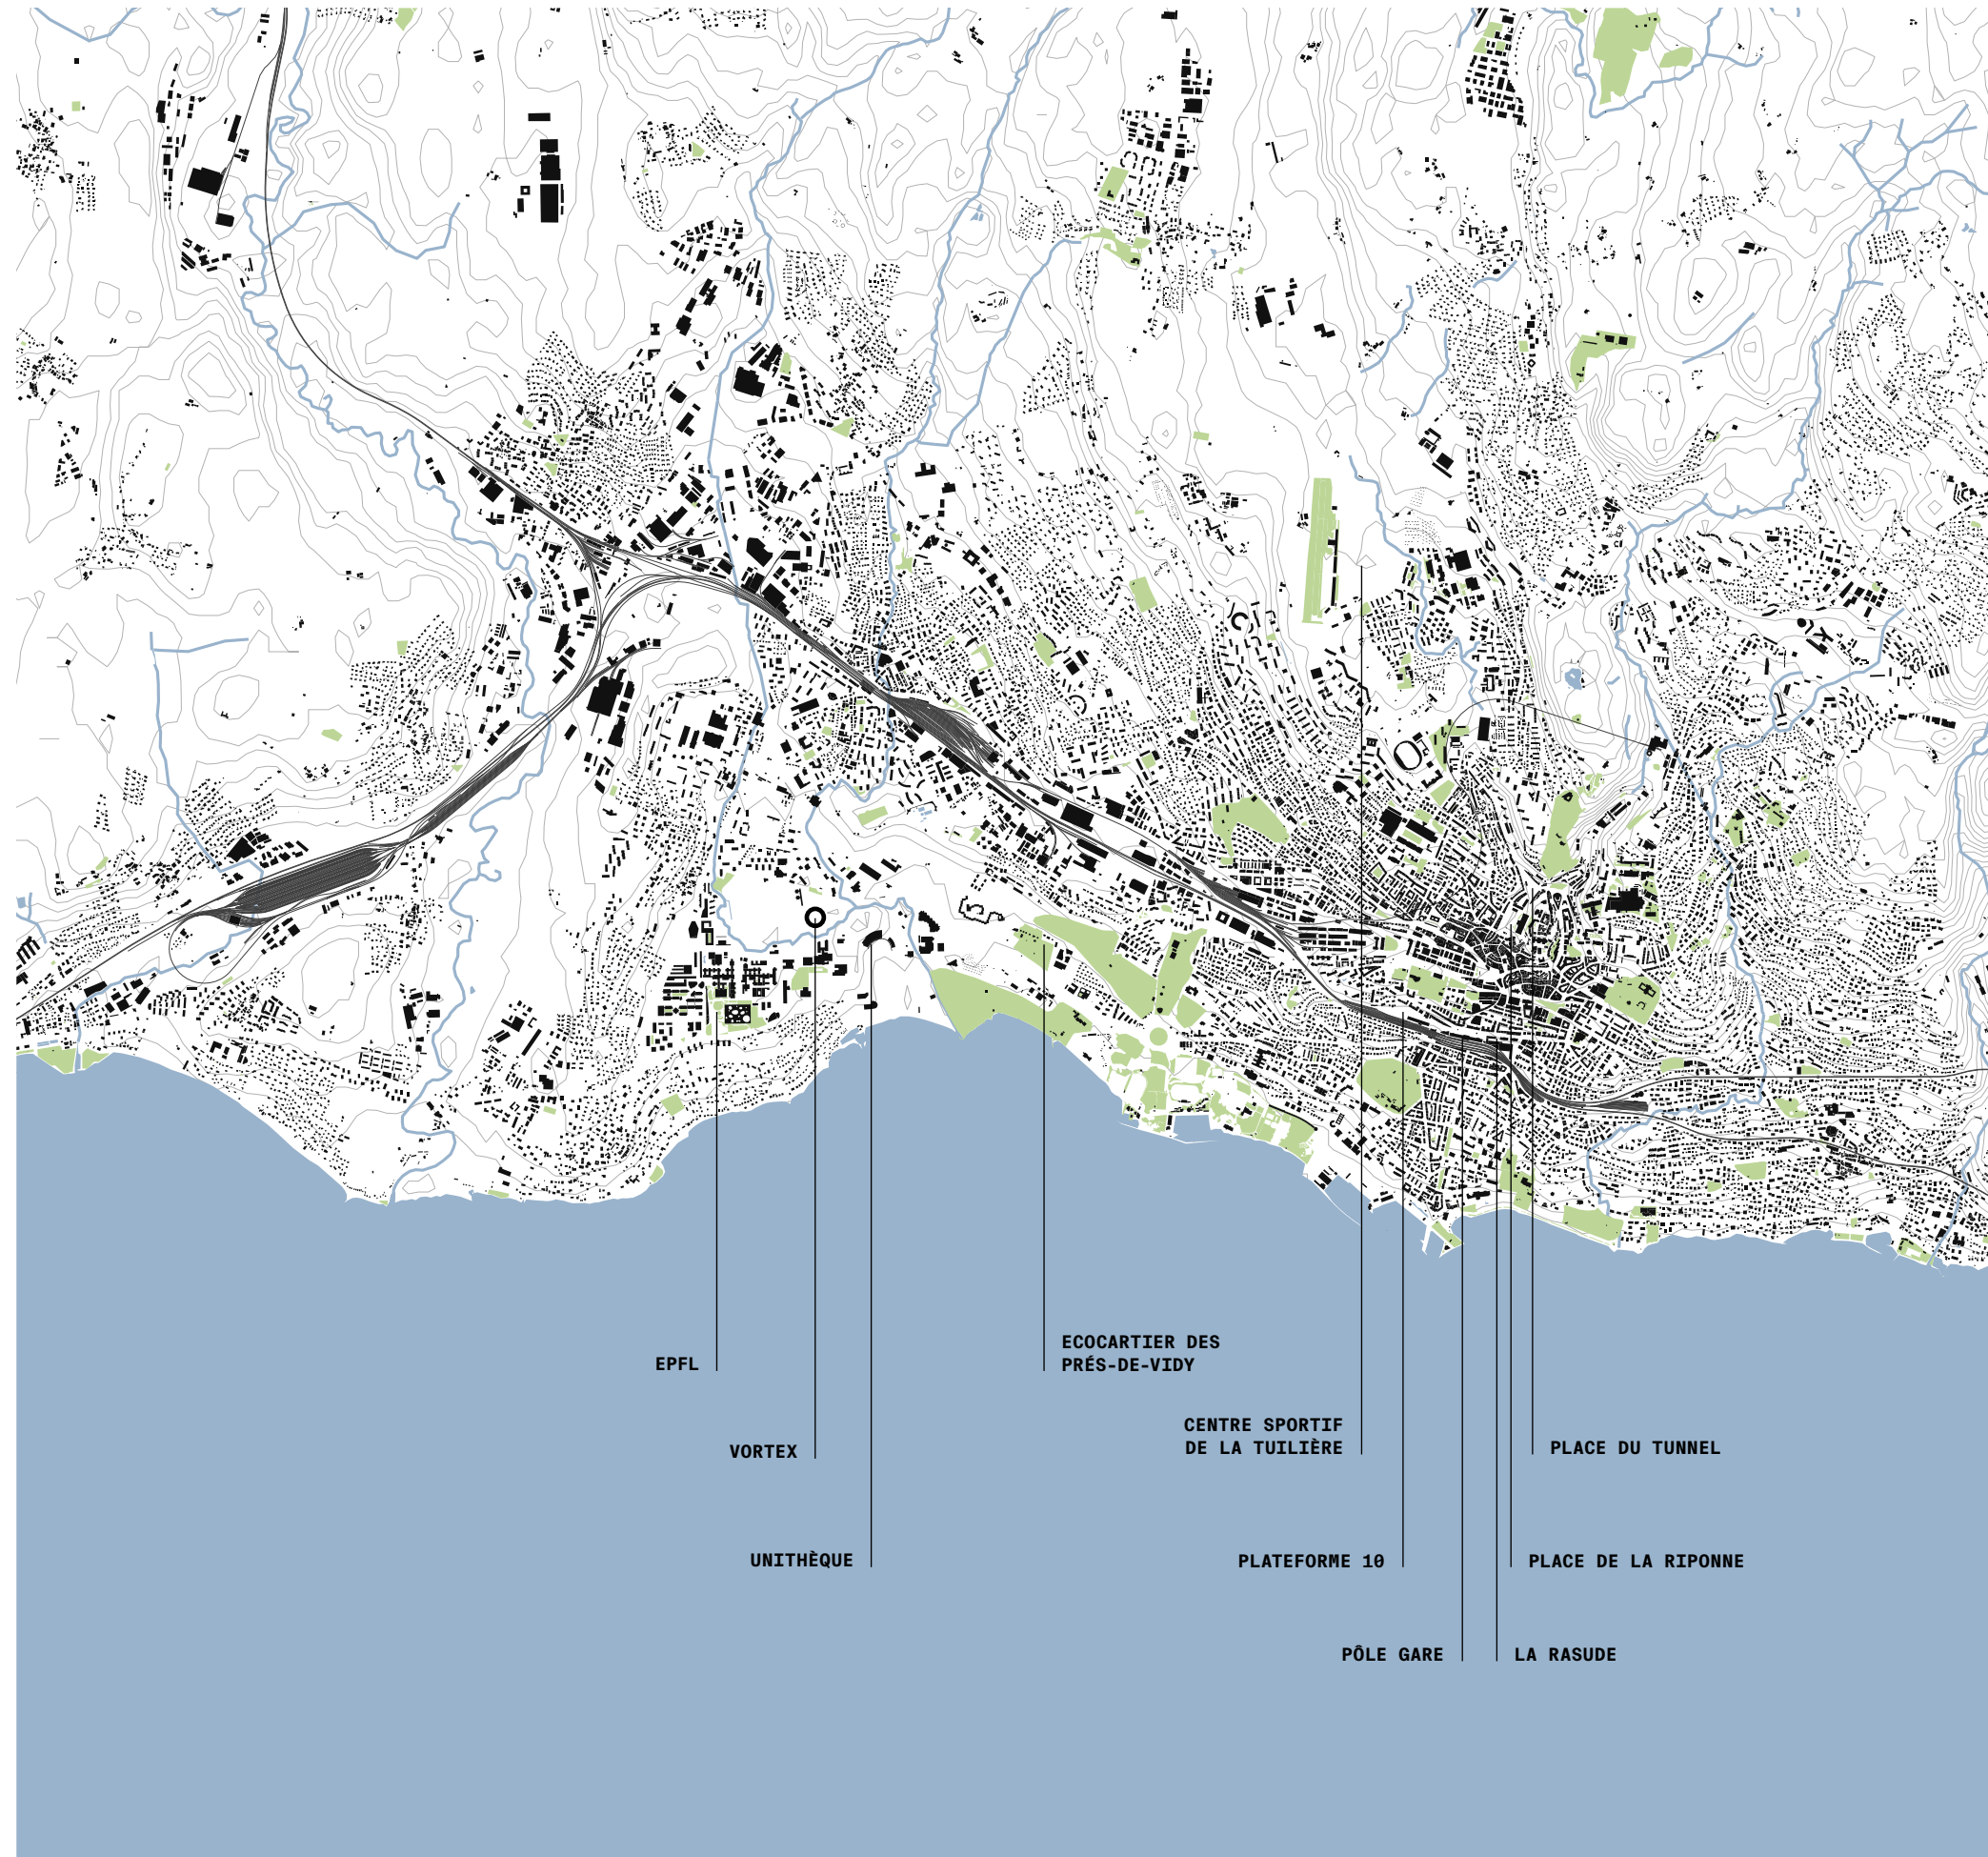 ECOCARTIER DES
PRÉS-DE-VIDY
EPFL
CENTRE SPORTIF
DE LA TUILIÈRE
PLACE DU TUNNEL
VORTEX
UNITHÈQUE
PLATEFORME 10
PLACE DE LA RIPONNE
PÔLE GARE
LA RASUDE